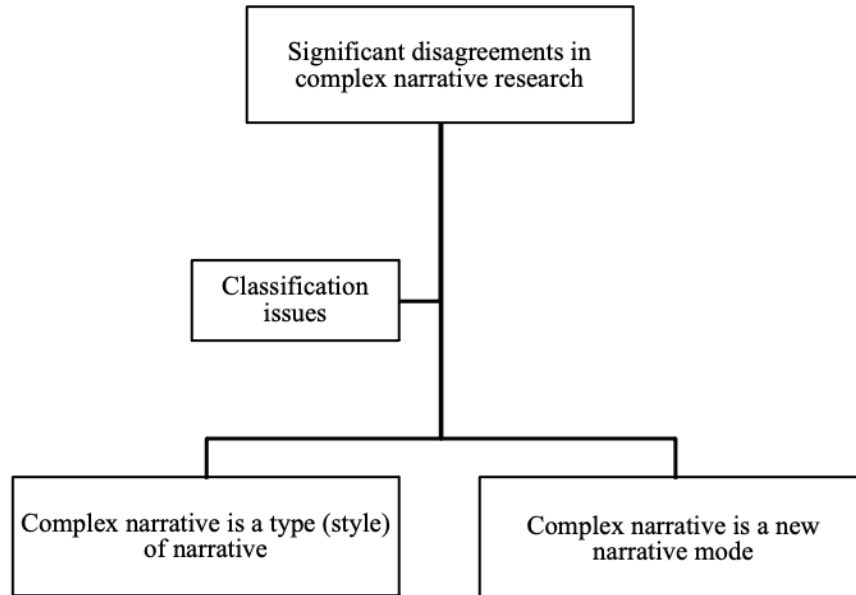 Significant disagreements in
complex narrative research
Classification
issues
Complex narrative is a type (style)
of narrative
Complex narrative is a new
narrative mode